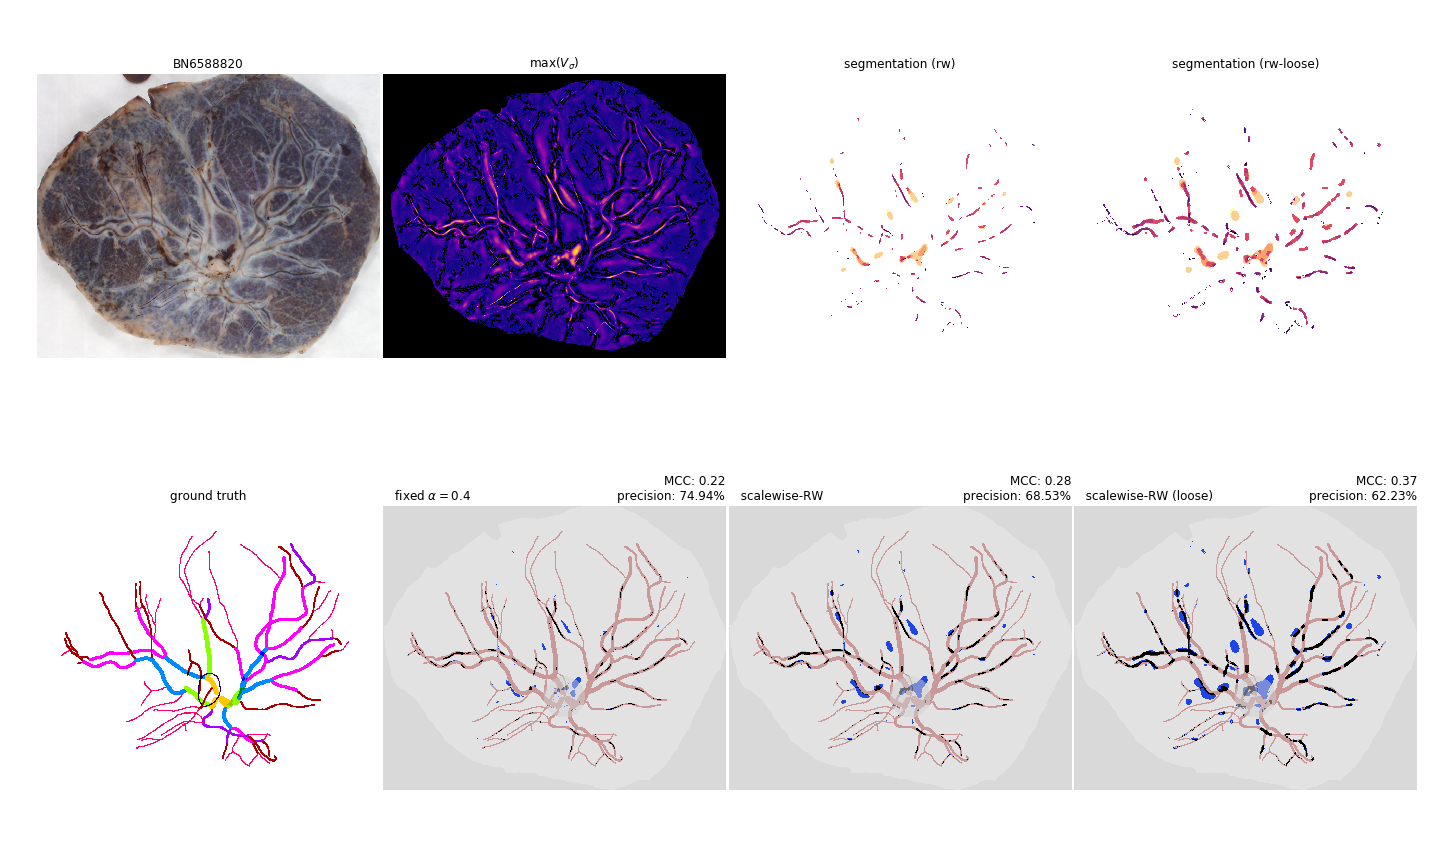 BN6588820
max(Vσ)
segmentation (rw)
segmentation (rw-loose)
ground truth
fixed α = 0.4
MCC: 0.22
precision: 74.94%
scalewise-RW
MCC: 0.28
precision: 68.53%
scalewise-RW (loose)
MCC: 0.37
precision: 62.23%